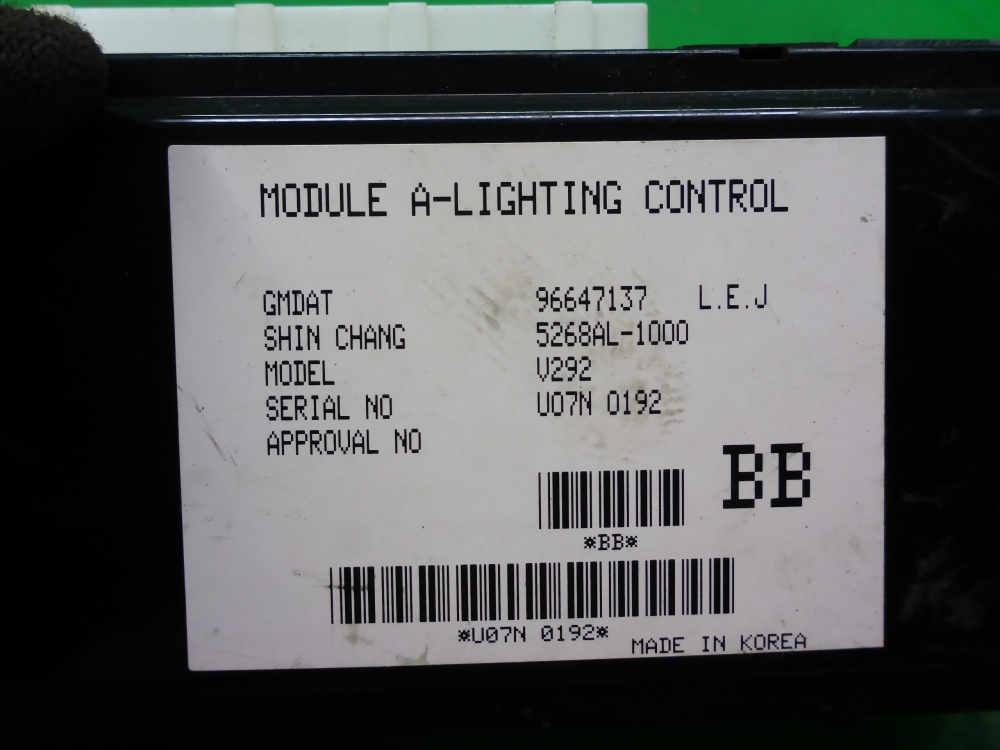 MODULE A-LIGHTING CONTROL
GMDAT 96647137 L.E.J
SHIN CHANG 5268AL-1000
MODEL V292
SERIAL NO U07N 0192
APPROVAL NO
BB
*BB*
*U07N 0192*
MADE IN KOREA